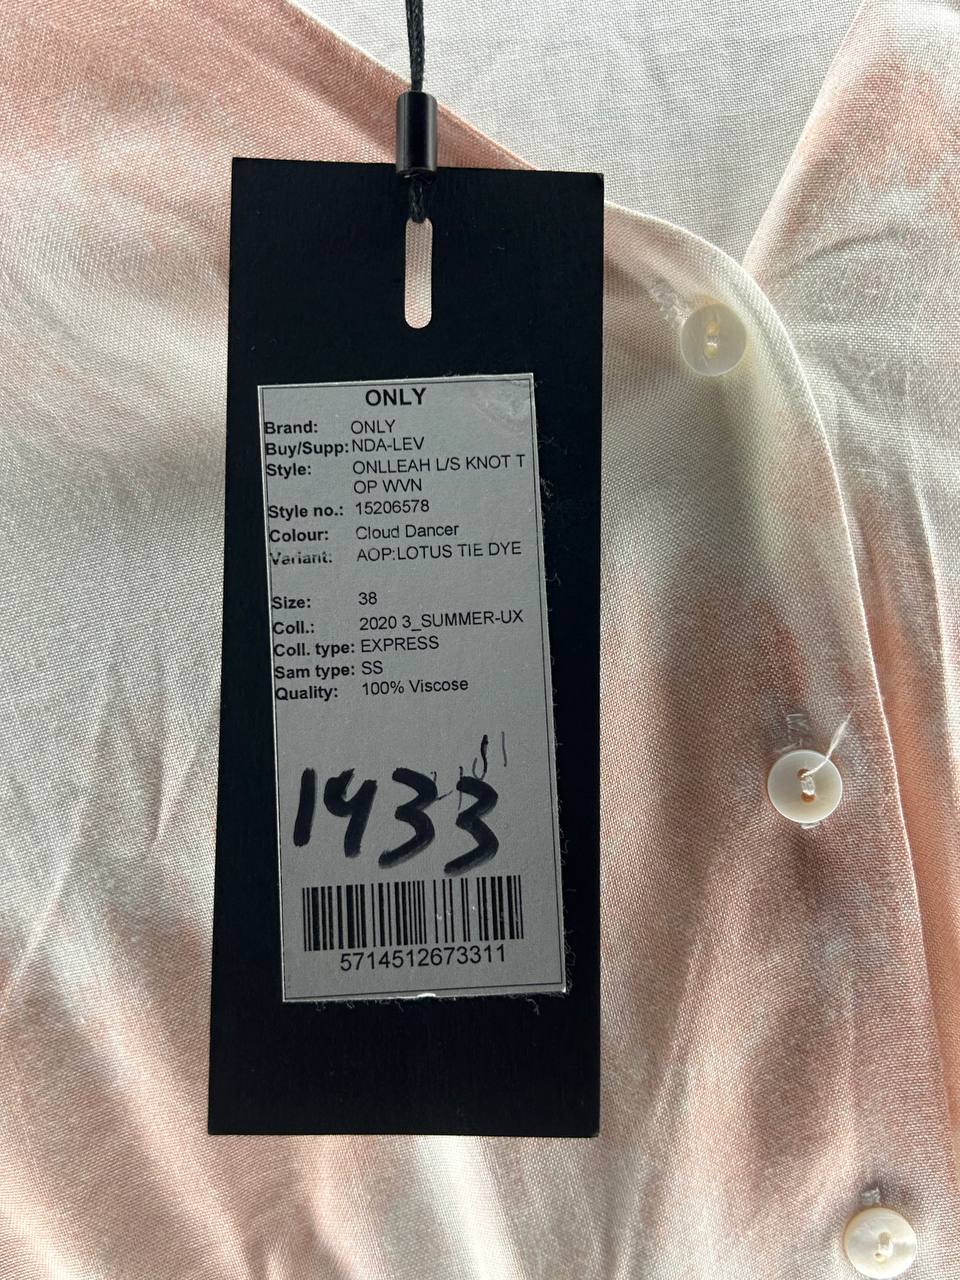 ONLY
Brand: ONLY
Buy/Supp: NDA-LEV
Style: ONLLEAH L/S KNOT T
OP WVN
Style no.: 15206578
Colour: Cloud Dancer
Variant: AOP:LOTUS TIE DYE
Size: 38
Coll.: 2020 3_SUMMER-UX
Coll. type: EXPRESS
Sam type: SS
Quality: 100% Viscose
1433
5714512673311